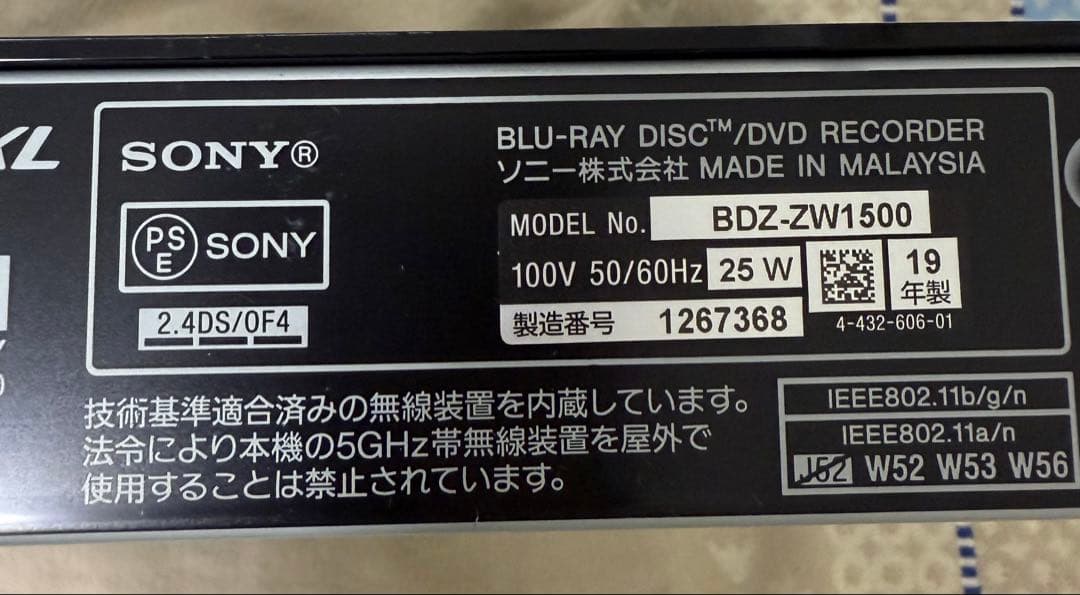 SONY®
BLU-RAY DISC™/DVD RECORDER
ソニー株式会社 MADE IN MALAYSIA
PSE SONY
MODEL No. BDZ-ZW1500
100V 50/60Hz 25 W
19年製
2.4DS/OF4
製造番号 1267368
4-432-606-01
技術基準適合済みの無線装置を内蔵しています。
法令により本機の5GHz帯無線装置を屋外で
使用することは禁止されています。
IEEE802.11b/g/n
IEEE802.11a/n
J52 W52 W53 W56